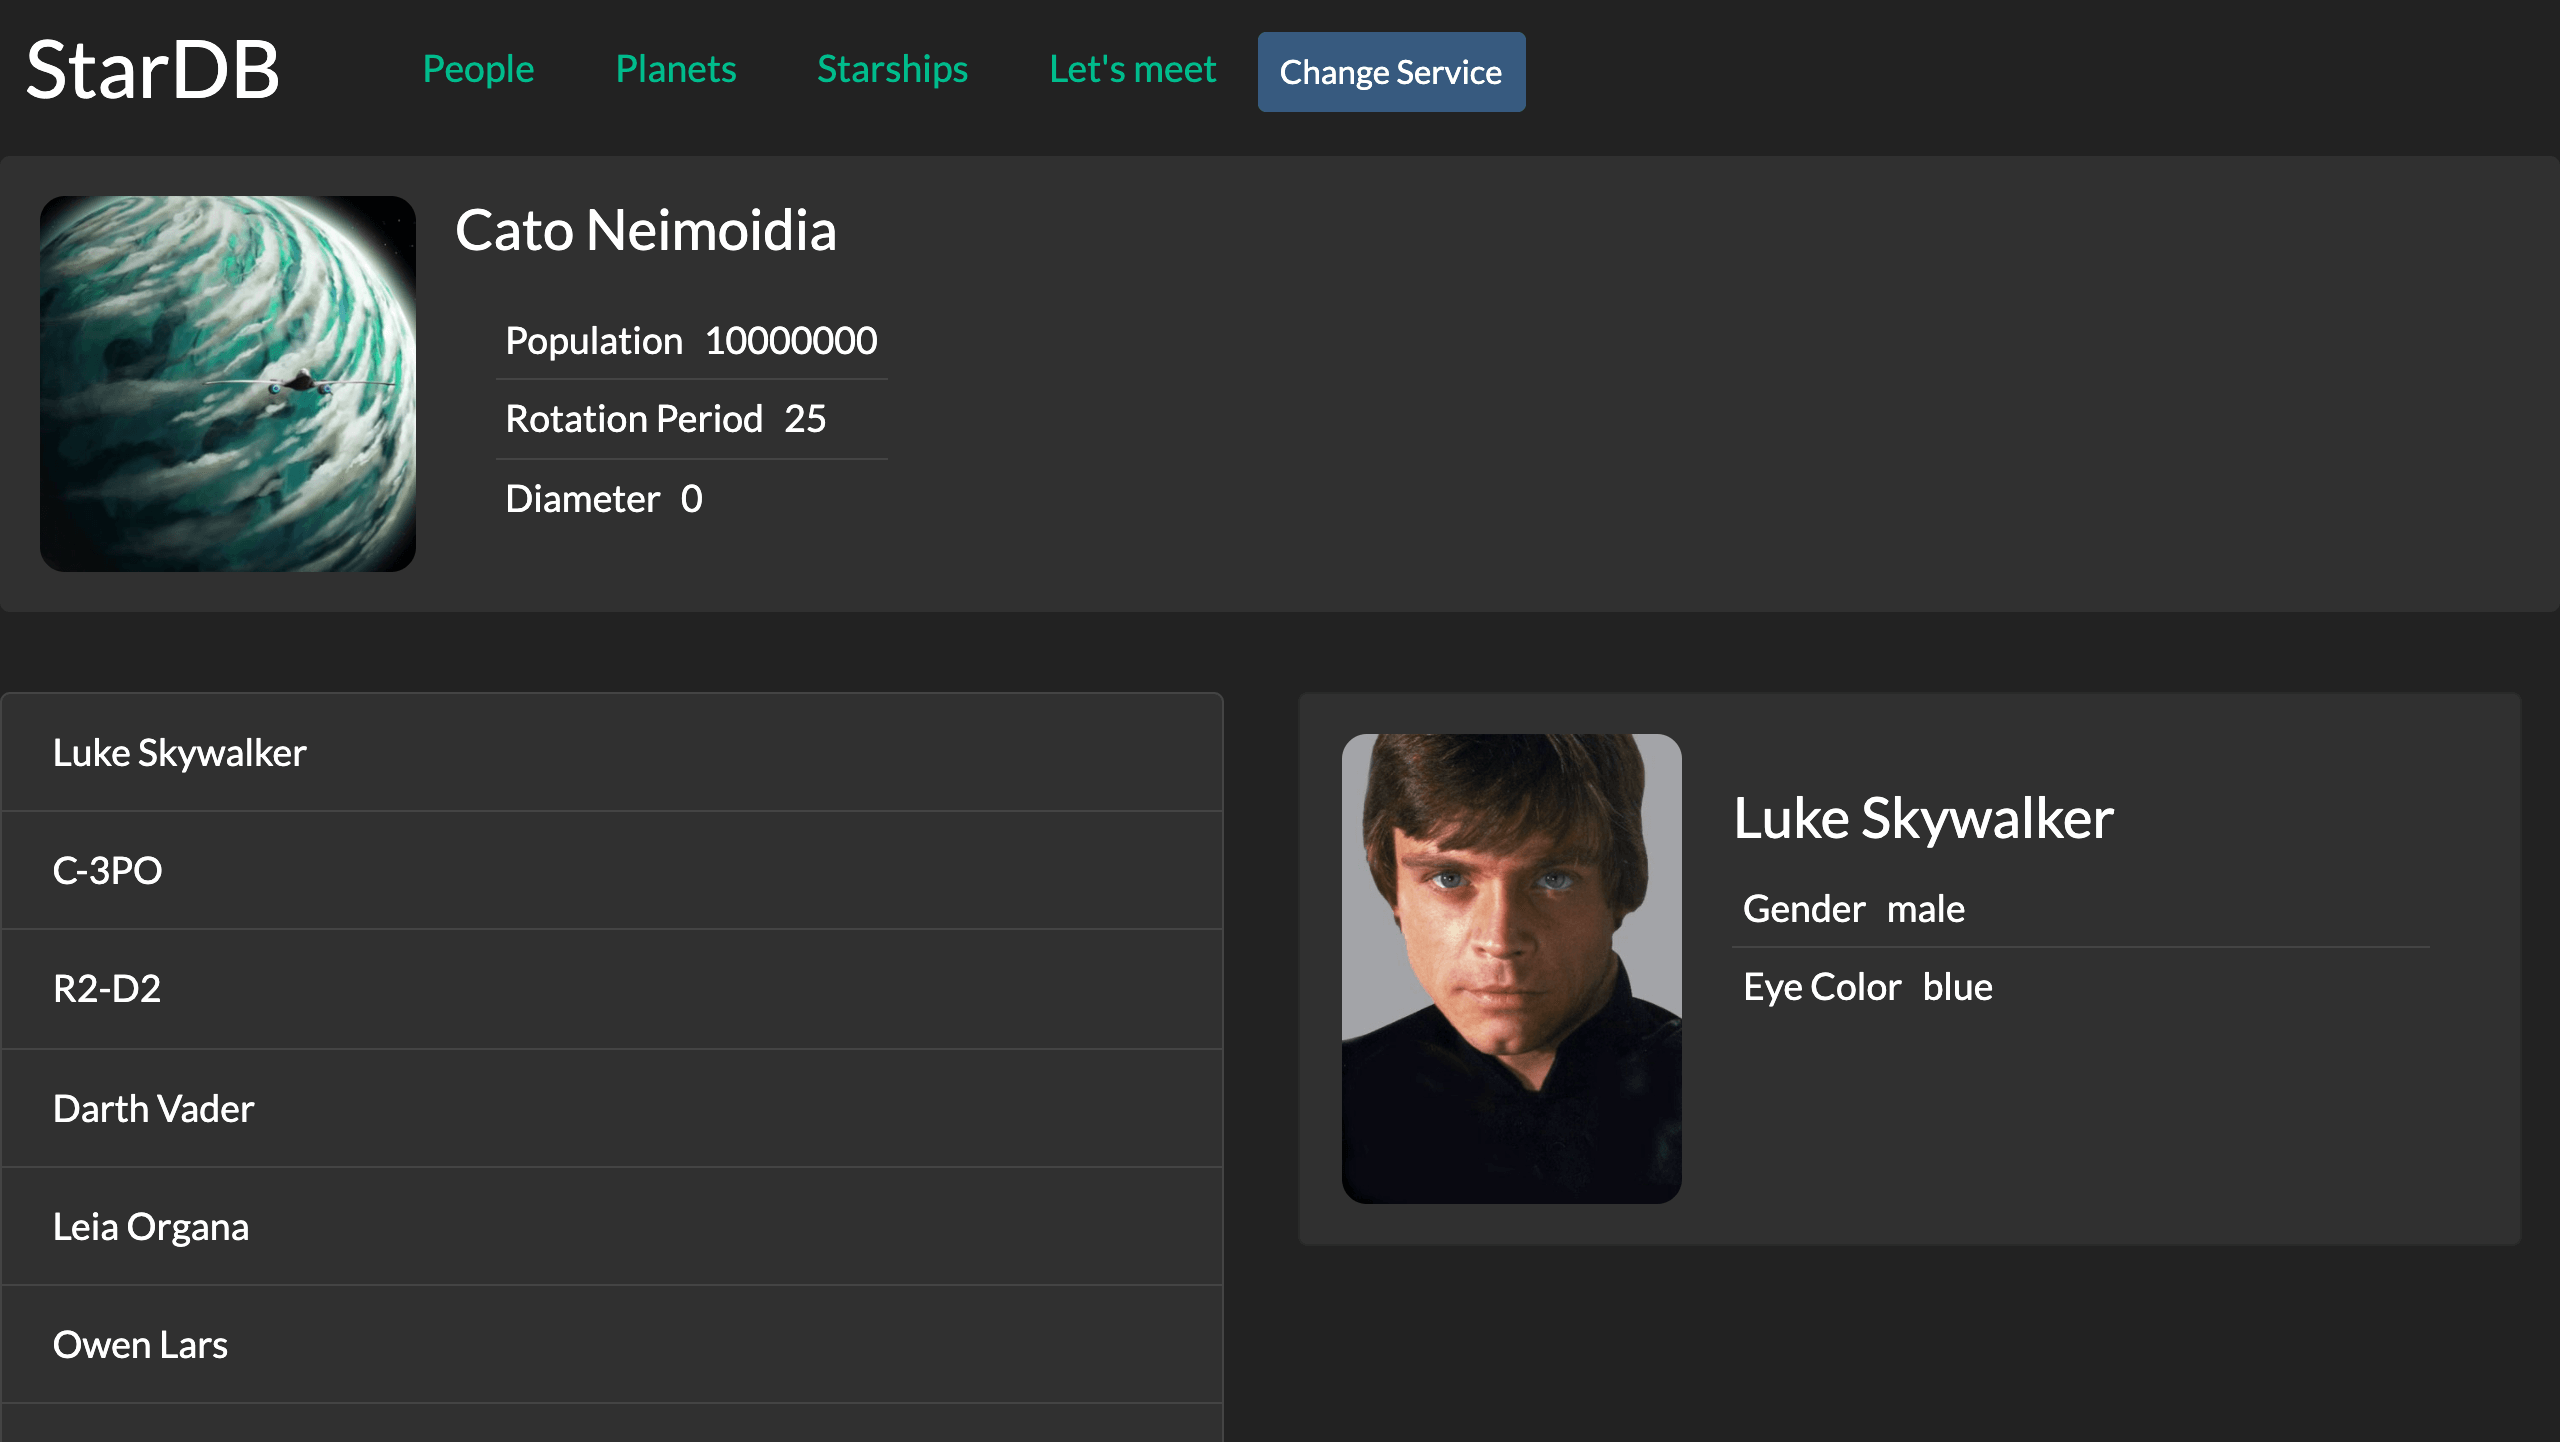 StarDB People Planets Starships Let's meet Change Service
Cato Neimoidia
Population 10000000
Rotation Period 25
Diameter 0
Luke Skywalker
C-3PO
R2-D2
Darth Vader
Leia Organa
Owen Lars
Luke Skywalker
Gender male
Eye Color blue